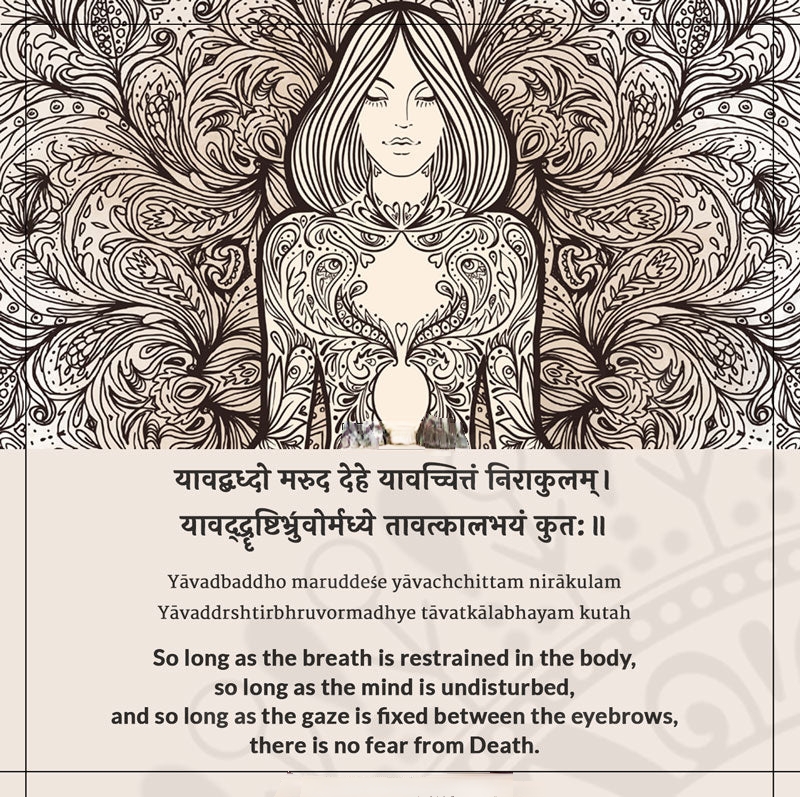 यावद्बध्दो मरुद देहे यावच्चित्तं निराकुलम्।
यावद्द्रृष्टिर्भ्रुवोर्मध्ये तावत्कालभयं कुतः॥
Yāvadbaddho maruddeśe yāvachchittam nirākulam
Yāvaddrshtirbhruvormadhye tāvatkālabhayam kutah
So long as the breath is restrained in the body,
so long as the mind is undisturbed,
and so long as the gaze is fixed between the eyebrows,
there is no fear from Death.